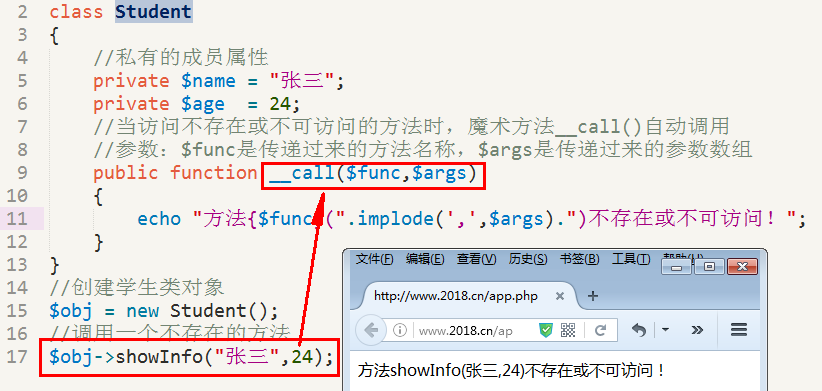 2 class Student
3 {
4 //私有的成员属性
5 private $name = "张三";
6 private $age = 24;
7 //当访问不存在或不可访问的方法时，魔术方法__call()自动调用
8 //参数：$func是传递过来的方法名称，$args是传递过来的参数数组
9 public function __call($func,$args)
10 {
11 echo "方法{$func}(".implode(',',$args).")不存在或不可访问！";
12 }
13 }
14 //创建学生类对象
15 $obj = new Student();
16 //调用一个不存在的方法
17 $obj->showInfo("张三",24);
文件(F) 编辑(E) 查看(V) 历史(S) 书签(B) 工具(T) 帮助(H)
http://www.2018.cn/app.php
www.2018.cn/ap
方法showInfo(张三,24)不存在或不可访问！